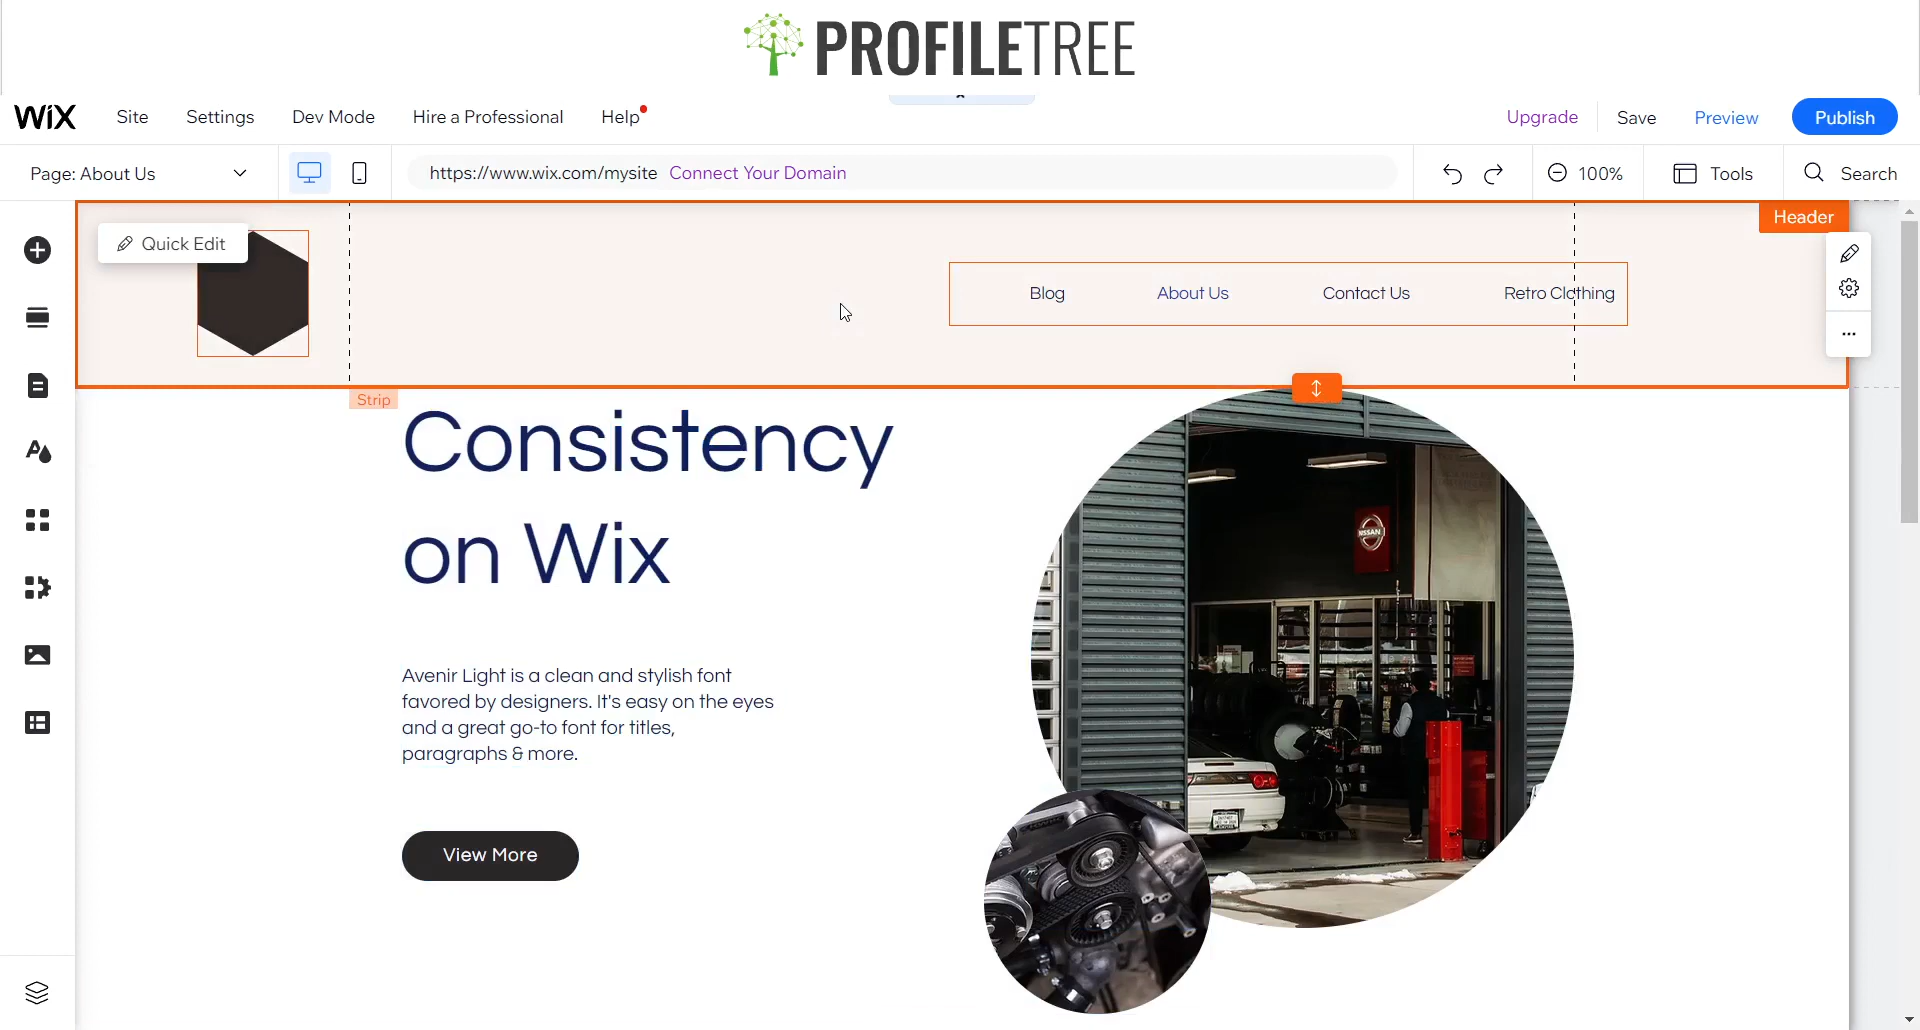 PROFILETREE
WIX Site Settings Dev Mode Hire a Professional Help Upgrade Save Preview Publish
Page: About Us https://www.wix.com/mysite Connect Your Domain 100% Tools Search
Header
Quick Edit
Blog About Us Contact Us Retro Clothing
Strip
Consistency
on Wix
NISSAN
Avenir Light is a clean and stylish font
favored by designers. It's easy on the eyes
and a great go-to font for titles,
paragraphs & more.
View More